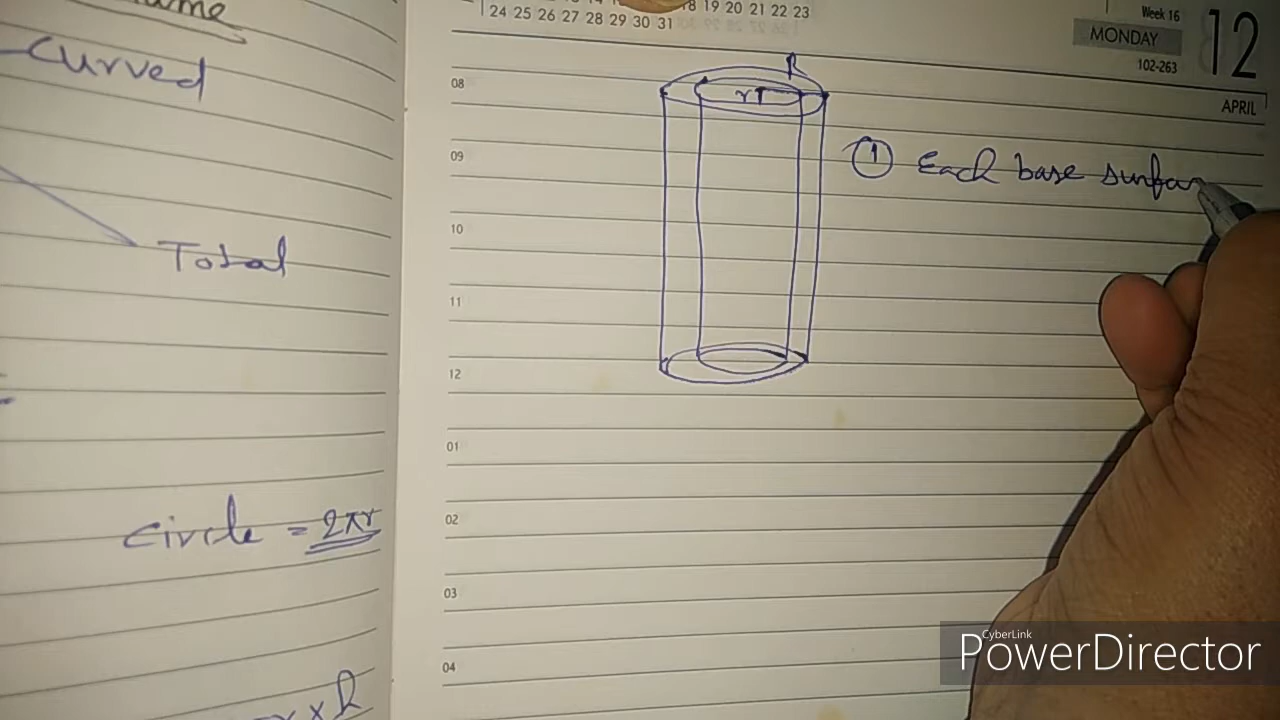 Curved
Total
circle = 2πr
× h
18 19 20 21 22 23
24 25 26 27 28 29 30 31
Week 16
MONDAY
12
102-263
APRIL
R
r
08
① Each base surfa
09
10
11
12
01
02
03
04
CyberLink
PowerDirector